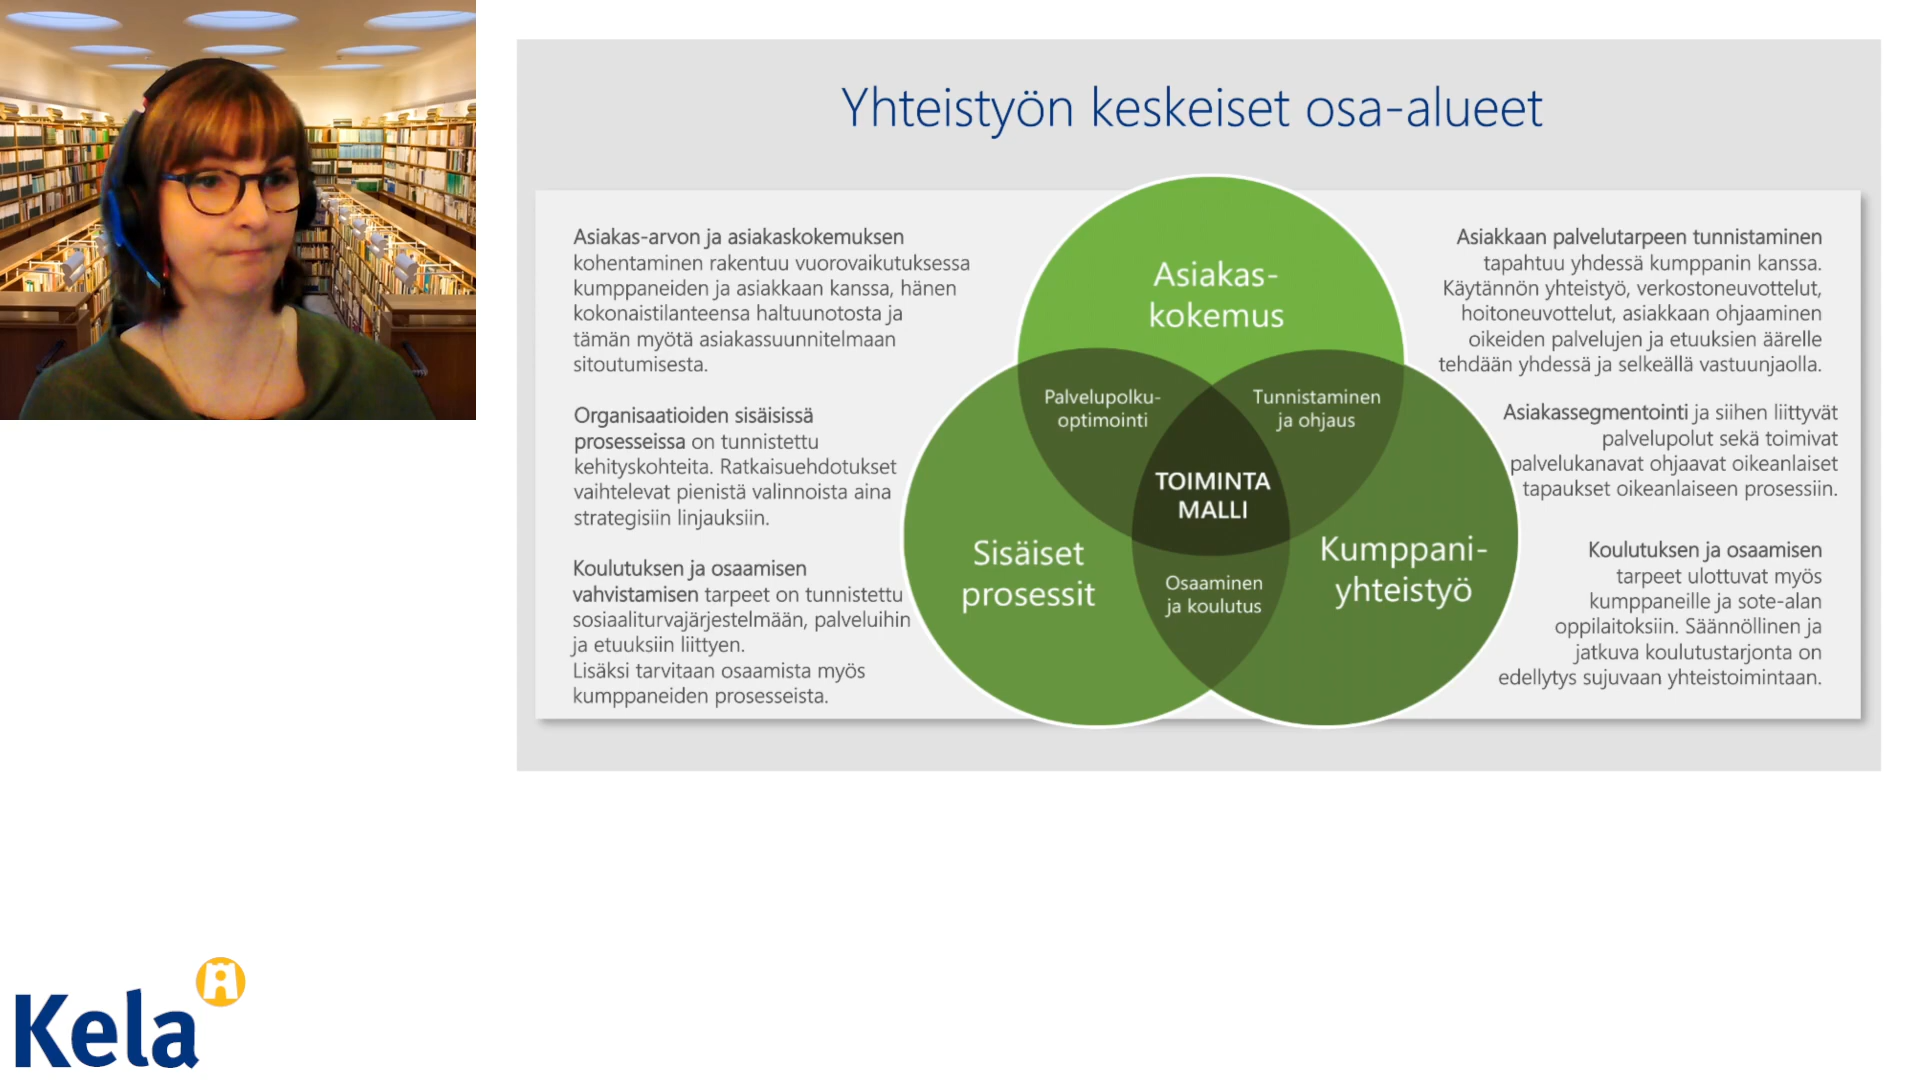 Yhteistyön keskeiset osa-alueet
Asiakas-arvon ja asiakaskokemuksen
kohentaminen rakentuu vuorovaikutuksessa
kumppaneiden ja asiakkaan kanssa, hänen
kokonaistilanteensa haltuunotosta ja
tämän myötä asiakassuunnitelmaan
sitoutumisesta.
Organisaatioiden sisäisissä
prosesseissa on tunnistettu
kehityskohteita. Ratkaisuehdotukset
vaihtelevat pienistä valinnoista aina
strategisiin linjauksiin.
Koulutuksen ja osaamisen
vahvistamisen tarpeet on tunnistettu
sosiaaliturvajärjestelmään, palveluihin
ja etuuksiin liittyen.
Lisäksi tarvitaan osaamista myös
kumppaneiden prosesseista.
Asiakas-
kokemus
Palvelupolku-
optimointi
Tunnistaminen
ja ohjaus
TOIMINTA
MALLI
Sisäiset
prosessit
Kumppani-
yhteistyö
Osaaminen
ja koulutus
Asiakkaan palvelutarpeen tunnistaminen
tapahtuu yhdessä kumppanin kanssa.
Käytännön yhteistyö, verkostoneuvottelut,
hoitoneuvottelut, asiakkaan ohjaaminen
oikeiden palvelujen ja etuuksien äärelle
tehdään yhdessä ja selkeällä vastuunjaolla.
Asiakassegmentointi ja siihen liittyvät
palvelupolut sekä toimivat
palvelukanavat ohjaavat oikeanlaiset
tapaukset oikeanlaiseen prosessiin.
Koulutuksen ja osaamisen
tarpeet ulottuvat myös
kumppaneille ja sote-alan
oppilaitoksiin. Säännöllinen ja
jatkuva koulutustarjonta on
edellytys sujuvaan yhteistoimintaan.
Kela